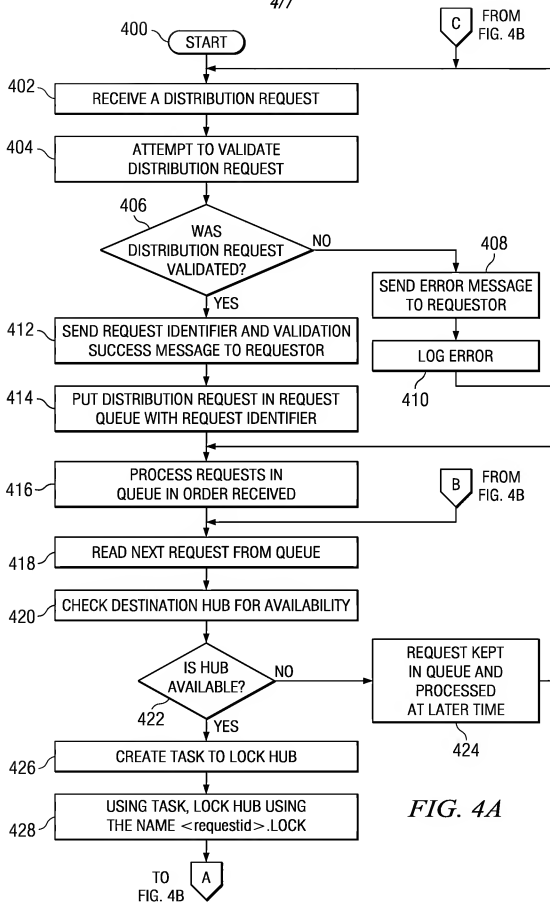 4/7
C
FROM
FIG. 4B
400
START
402
RECEIVE A DISTRIBUTION REQUEST
404
ATTEMPT TO VALIDATE
DISTRIBUTION REQUEST
406
WAS
DISTRIBUTION REQUEST
VALIDATED?
NO
YES
408
SEND ERROR MESSAGE
TO REQUESTOR
LOG ERROR
410
412
SEND REQUEST IDENTIFIER AND VALIDATION
SUCCESS MESSAGE TO REQUESTOR
414
PUT DISTRIBUTION REQUEST IN REQUEST
QUEUE WITH REQUEST IDENTIFIER
416
PROCESS REQUESTS IN
QUEUE IN ORDER RECEIVED
B
FROM
FIG. 4B
418
READ NEXT REQUEST FROM QUEUE
420
CHECK DESTINATION HUB FOR AVAILABILITY
IS HUB
AVAILABLE?
422
NO
YES
REQUEST KEPT
IN QUEUE AND
PROCESSED
AT LATER TIME
424
426
CREATE TASK TO LOCK HUB
428
USING TASK, LOCK HUB USING
THE NAME <requestid>.LOCK
FIG. 4A
TO
FIG. 4B
A